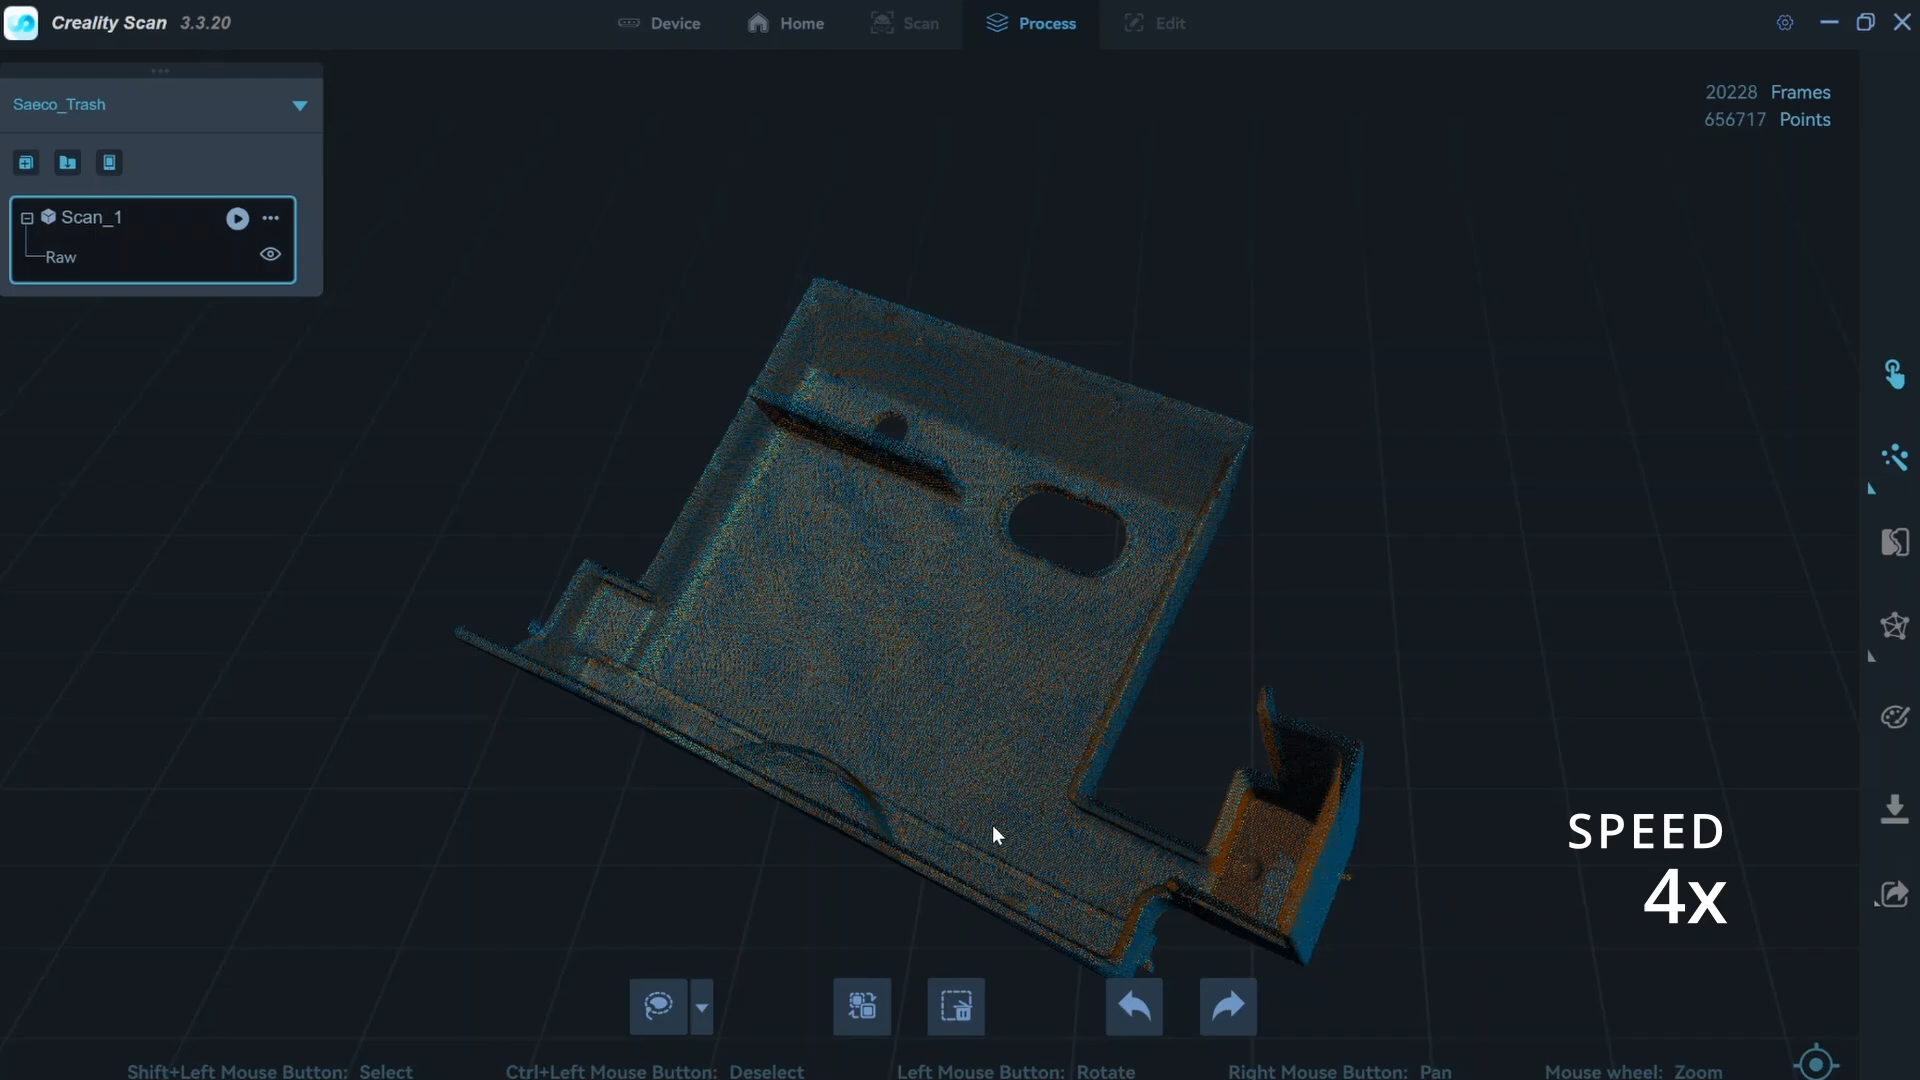 Creality Scan 3.3.20
Device
Home
Scan
Process
Edit
Saeco_Trash
20228 Frames
656717 Points
Scan_1
Raw
SPEED
4x
Shift+Left Mouse Button: Select
Ctrl+Left Mouse Button: Deselect
Left Mouse Button: Rotate
Right Mouse Button: Pan
Mouse wheel: Zoom